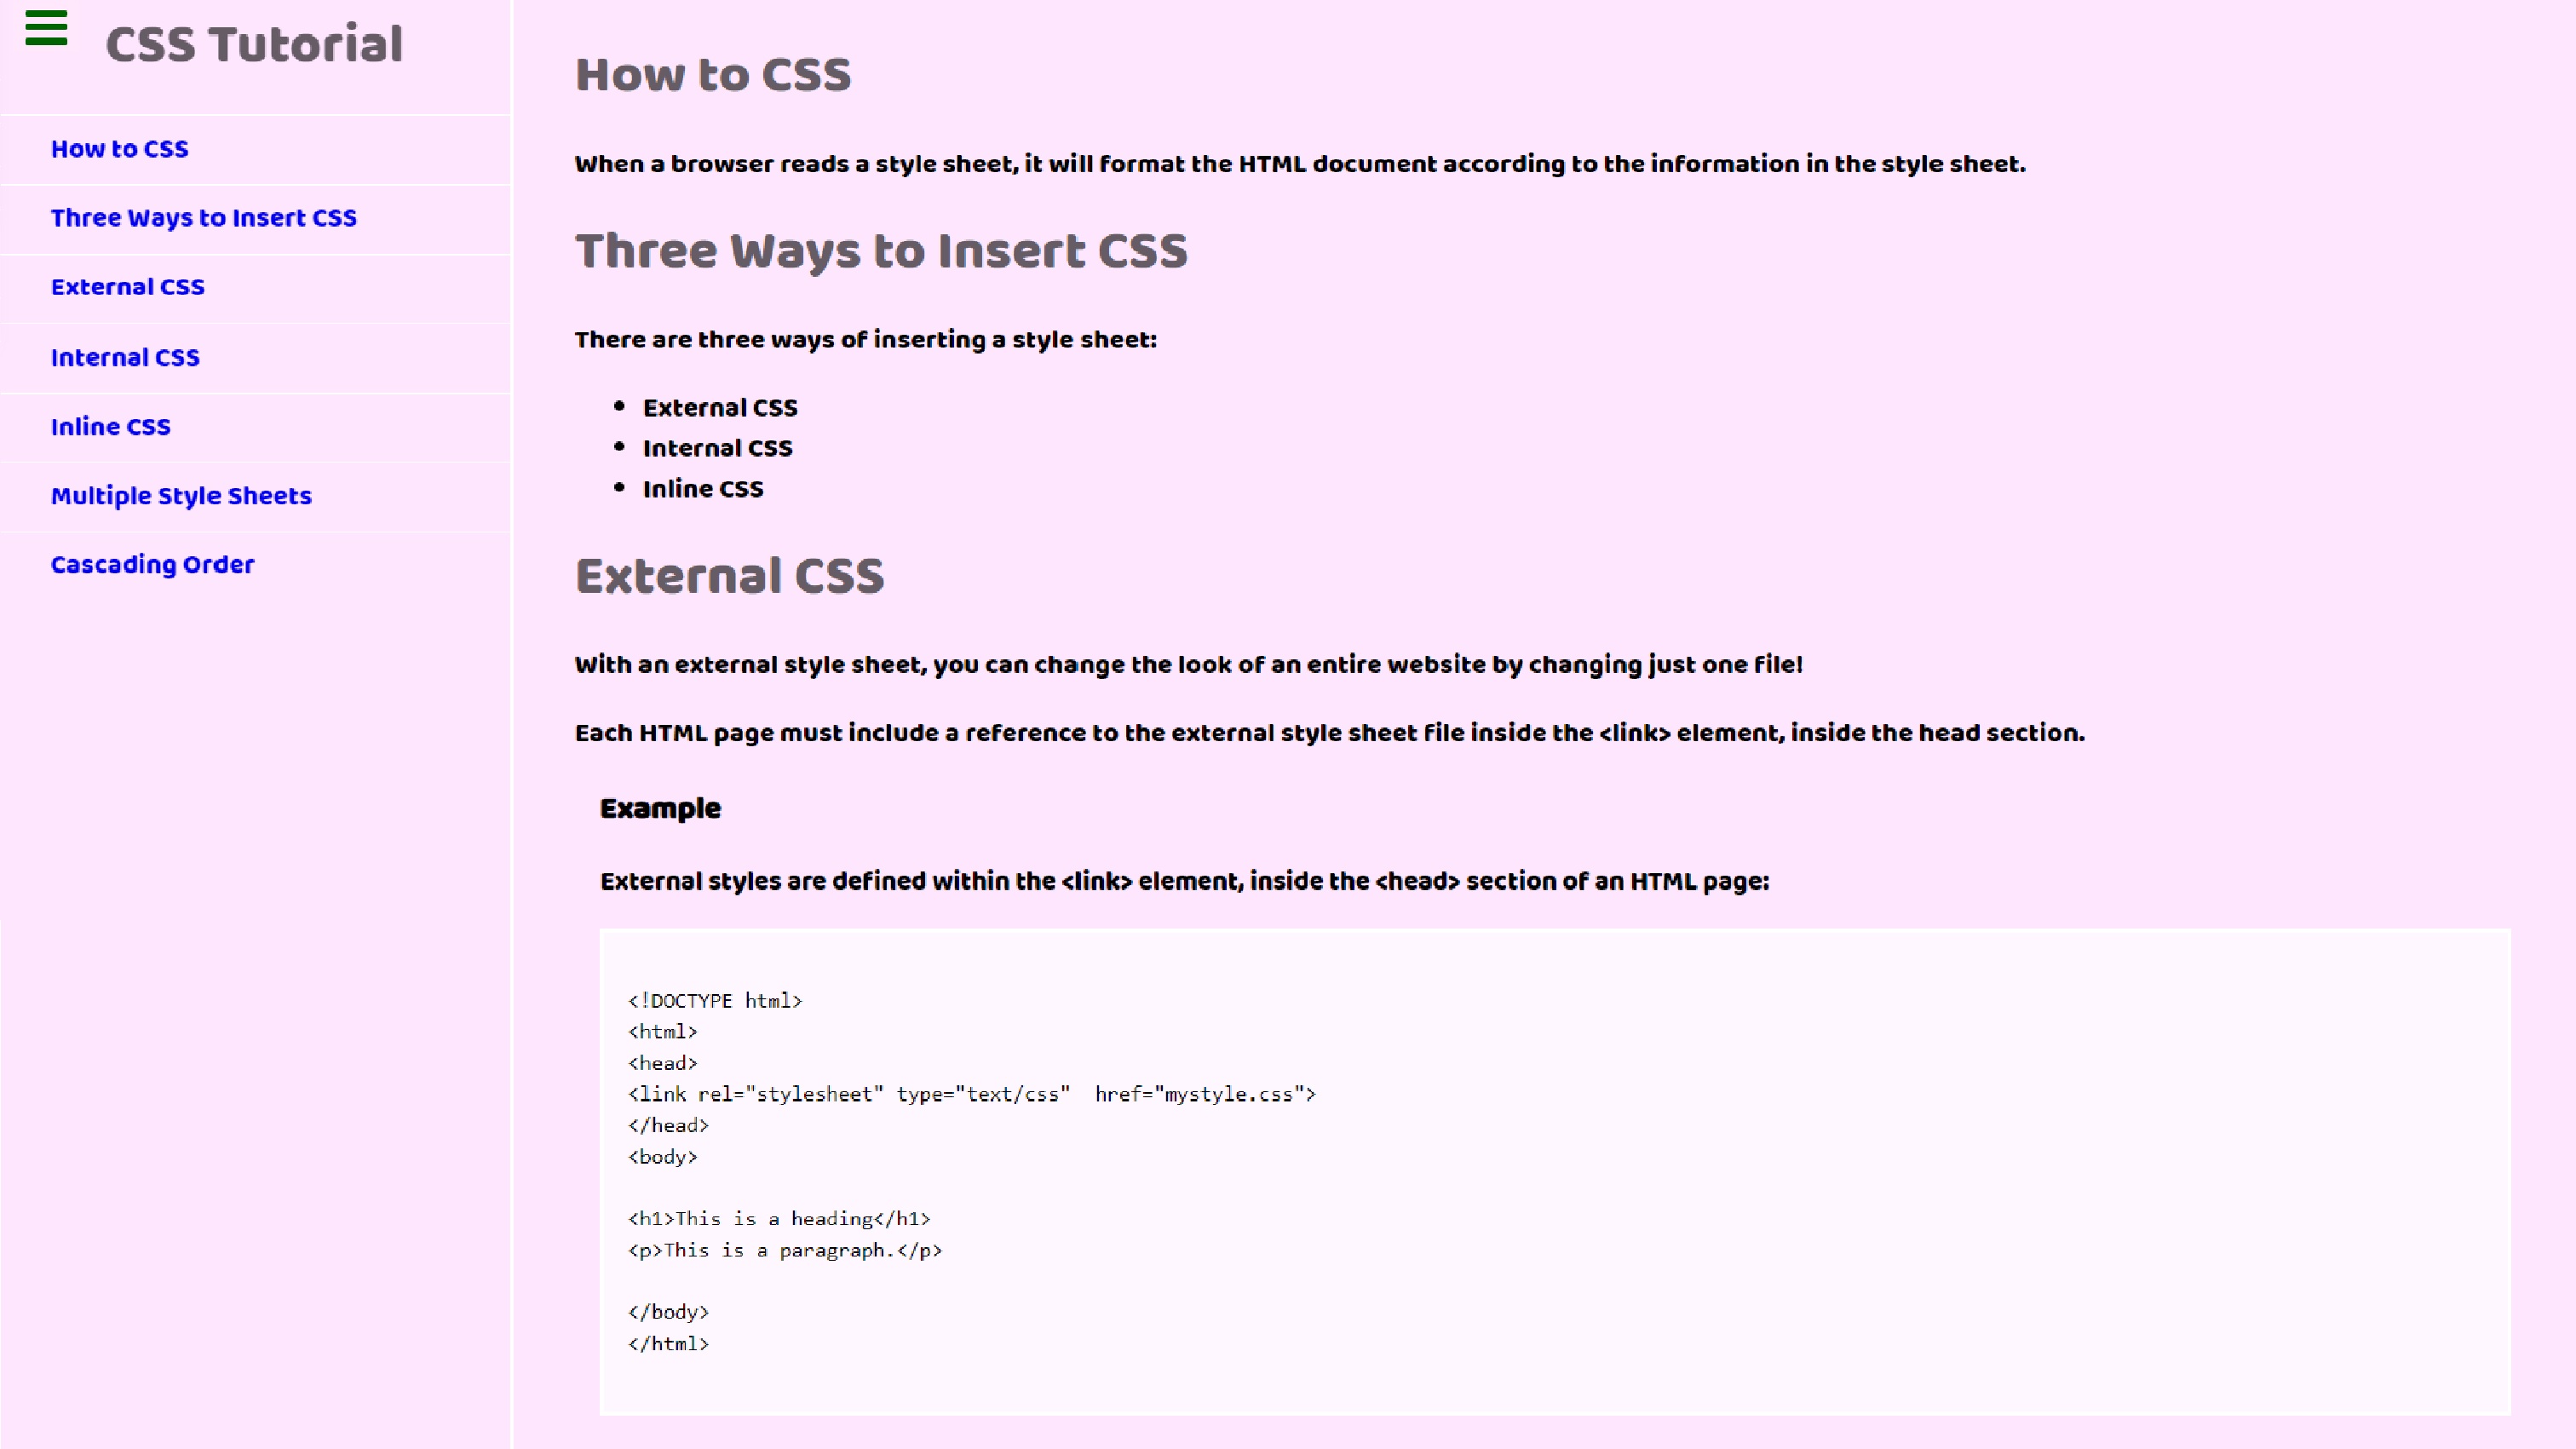 CSS Tutorial
How to CSS
Three Ways to Insert CSS
External CSS
Internal CSS
Inline CSS
Multiple Style Sheets
Cascading Order
How to CSS
When a browser reads a style sheet, it will format the HTML document according to the information in the style sheet.
Three Ways to Insert CSS
There are three ways of inserting a style sheet:
• External CSS
• Internal CSS
• Inline CSS
External CSS
With an external style sheet, you can change the look of an entire website by changing just one file!
Each HTML page must include a reference to the external style sheet file inside the <link> element, inside the head section.
Example
External styles are defined within the <link> element, inside the <head> section of an HTML page:
<!DOCTYPE html>
<html>
<head>
<link rel="stylesheet" type="text/css"  href="mystyle.css">
</head>
<body>
<h1>This is a heading</h1>
<p>This is a paragraph.</p>
</body>
</html>